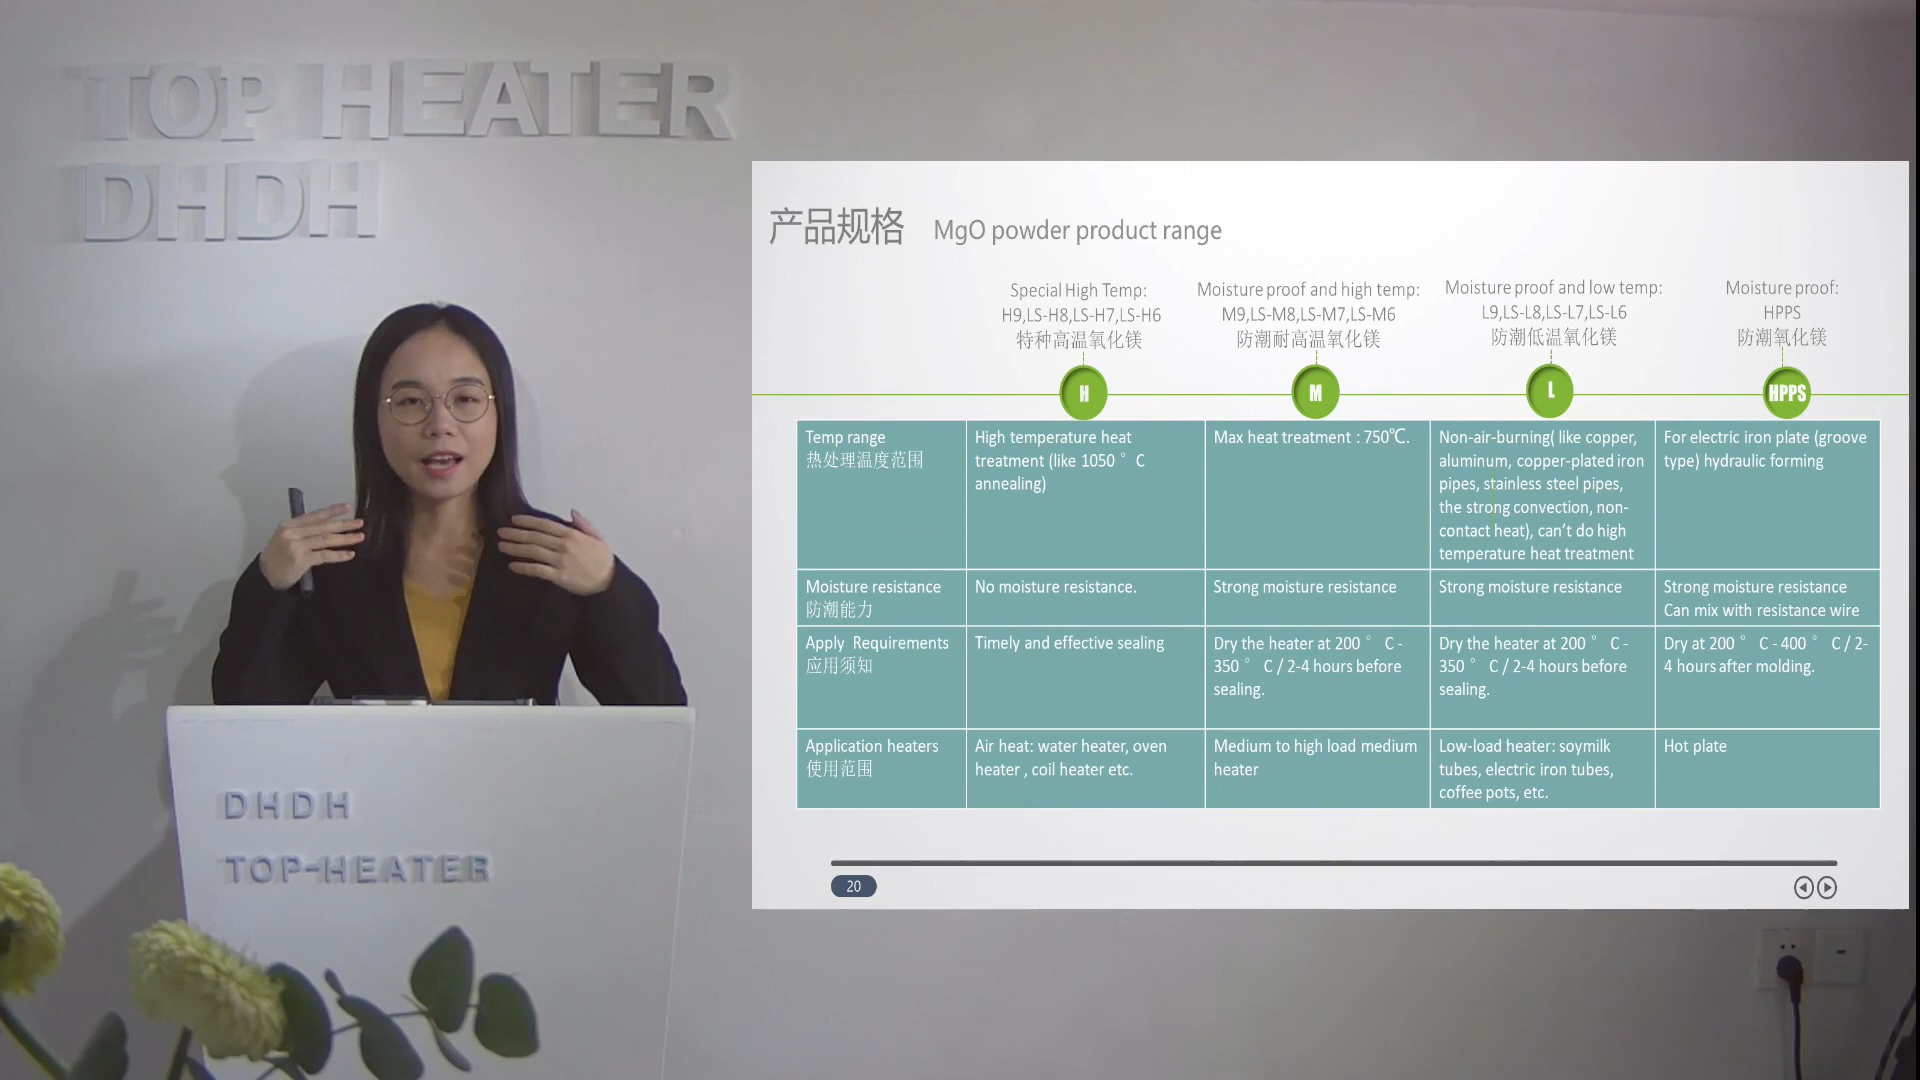 TOP HEATER
DHDH
产品规格 MgO powder product range
Special High Temp:
H9,LS-H8,LS-H7,LS-H6
特种高温氧化镁
Moisture proof and high temp:
M9,LS-M8,LS-M7,LS-M6
防潮耐高温氧化镁
Moisture proof and low temp:
L9,LS-L8,LS-L7,LS-L6
防潮低温氧化镁
Moisture proof:
HPPS
防潮氧化镁
H
M
L
HPPS
Temp range
热处理温度范围
High temperature heat
treatment (like 1050 °C
annealing)
Max heat treatment : 750℃.
Non-air-burning( like copper,
aluminum, copper-plated iron
pipes, stainless steel pipes,
the strong convection, non-
contact heat), can't do high
temperature heat treatment
For electric iron plate (groove
type) hydraulic forming
Moisture resistance
防潮能力
No moisture resistance.
Strong moisture resistance
Strong moisture resistance
Strong moisture resistance
Can mix with resistance wire
Apply Requirements
应用须知
Timely and effective sealing
Dry the heater at 200 ° C -
350 ° C / 2-4 hours before
sealing.
Dry the heater at 200 ° C -
350 ° C / 2-4 hours before
sealing.
Dry at 200 ° C - 400 ° C / 2-
4 hours after molding.
Application heaters
使用范围
Air heat: water heater, oven
heater , coil heater etc.
Medium to high load medium
heater
Low-load heater: soymilk
tubes, electric iron tubes,
coffee pots, etc.
Hot plate
20
DHDH
TOP-HEATER